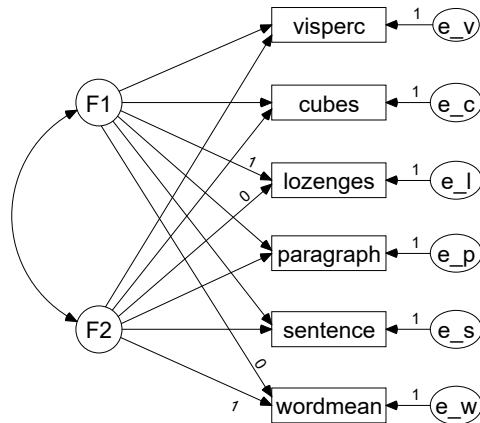 visperc
1
e_v
F1
cubes
1
e_c
1
lozenges
1
e_l
0
paragraph
1
e_p
F2
sentence
1
e_s
0
1
wordmean
1
e_w